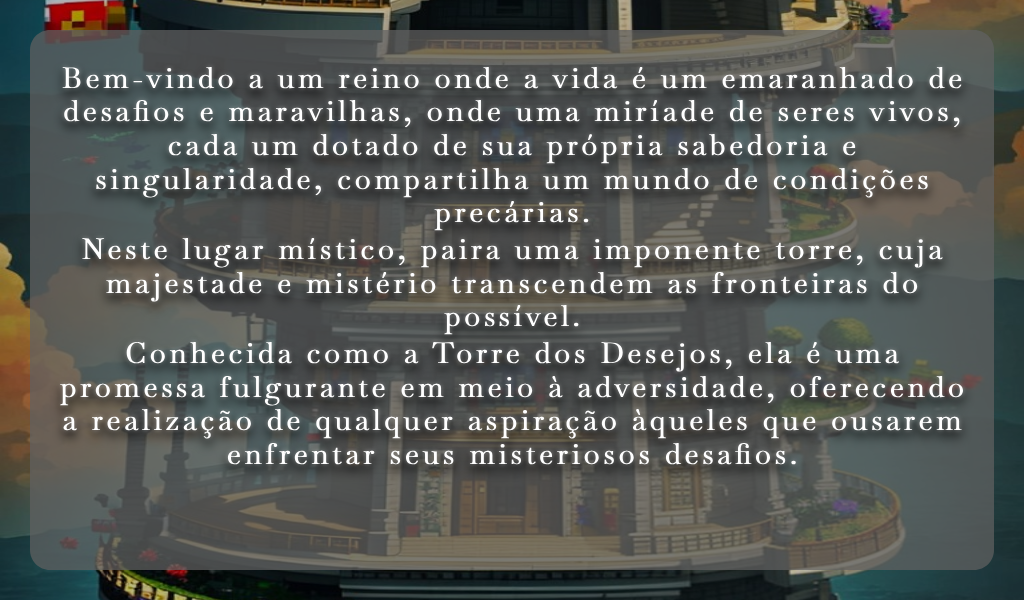 Bem-vindo a um reino onde a vida é um emaranhado de
desafios e maravilhas, onde uma miríade de seres vivos,
cada um dotado de sua própria sabedoria e
singularidade, compartilha um mundo de condições
precárias.
Neste lugar místico, paira uma imponente torre, cuja
majestade e mistério transcendem as fronteiras do
possível.
Conhecida como a Torre dos Desejos, ela é uma
promessa fulgurante em meio à adversidade, oferecendo
a realização de qualquer aspiração àqueles que ousarem
enfrentar seus misteriosos desafios.